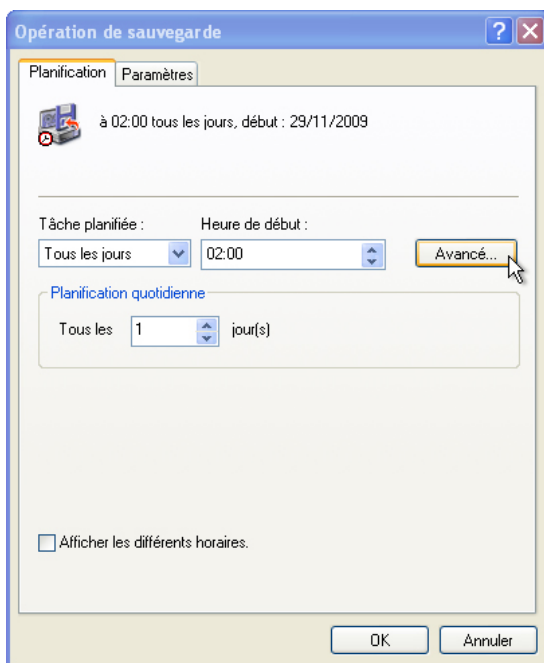 Opération de sauvegarde
Planification
Paramètres
à 02:00 tous les jours, début : 29/11/2009
Tâche planifiée :
Heure de début :
Tous les jours
02:00
Avancé...
Planification quotidienne
Tous les 1 jour(s)
Afficher les différents horaires.
OK
Annuler